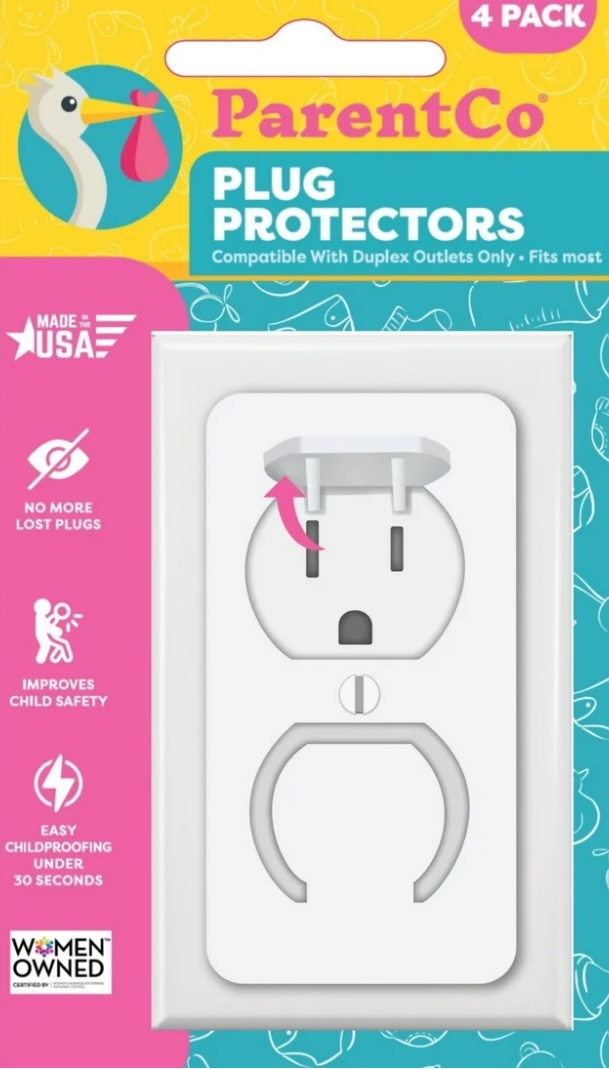 4 PACK
ParentCo®
PLUG
PROTECTORS
Compatible With Duplex Outlets Only • Fits most
MADE IN THE
USA
NO MORE
LOST PLUGS
IMPROVES
CHILD SAFETY
EASY
CHILDPROOFING
UNDER
30 SECONDS
WOMEN™
OWNED
CERTIFIED BY